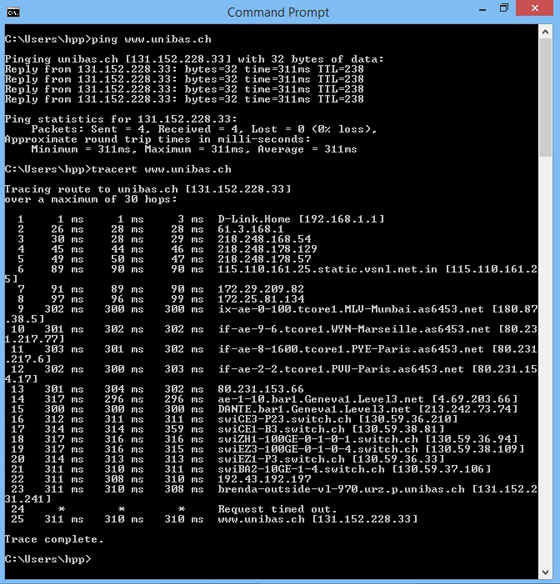 Command Prompt
C:\Users\hpp>ping www.unibas.ch
Pinging unibas.ch [131.152.228.33] with 32 bytes of data:
Reply from 131.152.228.33: bytes=32 time=311ms TTL=238
Reply from 131.152.228.33: bytes=32 time=311ms TTL=238
Reply from 131.152.228.33: bytes=32 time=311ms TTL=238
Reply from 131.152.228.33: bytes=32 time=311ms TTL=238
Ping statistics for 131.152.228.33:
Packets: Sent = 4, Received = 4, Lost = 0 (0% loss),
Approximate round trip times in milli-seconds:
Minimum = 311ms, Maximum = 311ms, Average = 311ms
C:\Users\hpp>tracert www.unibas.ch
Tracing route to unibas.ch [131.152.228.33]
over a maximum of 30 hops:
1 1 ms 1 ms 3 ms D-Link.Home [192.168.1.1]
2 26 ms 28 ms 28 ms 61.3.168.1
3 30 ms 28 ms 29 ms 218.248.168.54
4 45 ms 44 ms 46 ms 218.248.178.129
5 49 ms 50 ms 47 ms 218.248.178.57
6 89 ms 90 ms 90 ms 115.110.161.25.static.vsnl.net.in [115.110.161.2
5]
7 91 ms 89 ms 90 ms 172.29.209.82
8 97 ms 96 ms 99 ms 172.25.81.134
9 302 ms 300 ms 300 ms ix-ae-0-100.tcore1.MLV-Mumbai.as6453.net [180.87
.38.5]
10 301 ms 302 ms 302 ms if-ae-9-6.tcore1.WYN-Marseille.as6453.net [80.23
1.217.77]
11 303 ms 301 ms 302 ms if-ae-8-1600.tcore1.PYE-Paris.as6453.net [80.231
.217.6]
12 302 ms 300 ms 303 ms if-ae-2-2.tcore1.PVU-Paris.as6453.net [80.231.15
4.17]
13 301 ms 304 ms 302 ms 80.231.153.66
14 317 ms 296 ms 296 ms ae-1-10.bar1.Geneva1.Level3.net [4.69.203.66]
15 300 ms 300 ms 300 ms DANTE.bar1.Geneva1.Level3.net [213.242.73.74]
16 312 ms 311 ms 311 ms swiCE3-P23.switch.ch [130.59.36.210]
17 314 ms 314 ms 359 ms swiCE1-B3.switch.ch [130.59.38.81]
18 317 ms 316 ms 316 ms swiZH1-100GE-0-1-0-1.switch.ch [130.59.36.94]
19 317 ms 316 ms 315 ms swiEZ3-100GE-0-1-0-4.switch.ch [130.59.38.109]
20 314 ms 313 ms 313 ms swiEZ1-P3.switch.ch [130.59.36.33]
21 311 ms 310 ms 311 ms swiBA2-10GE-1-4.switch.ch [130.59.37.106]
22 311 ms 308 ms 310 ms 192.43.192.197
23 311 ms 310 ms 308 ms brenda-outside-vl-970.urz.p.unibas.ch [131.152.2
31.241]
24 * * * Request timed out.
25 311 ms 310 ms 310 ms www.unibas.ch [131.152.228.33]
Trace complete.
C:\Users\hpp>